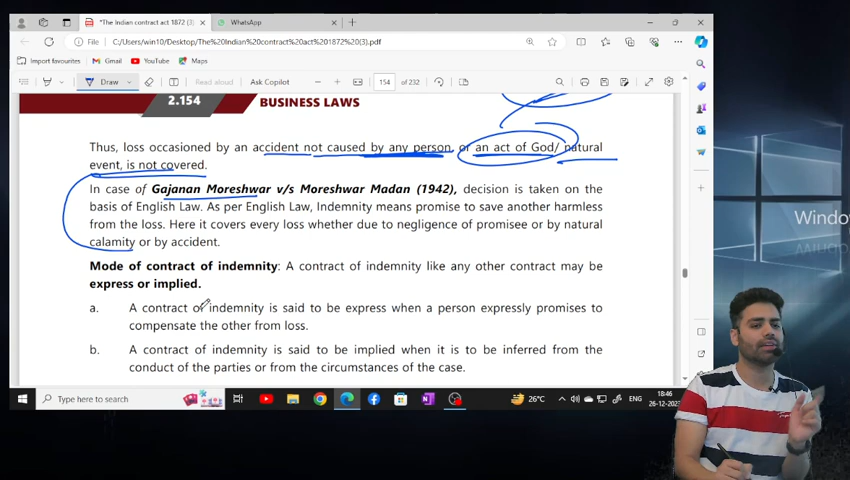 *The Indian contract act 1872 (3)
WhatsApp
File
C:/Users/win10/Desktop/The%20Indian%20contract%20act%201872%20(3).pdf
Import favourites
Gmail
YouTube
Maps
Draw
Read aloud
Ask Copilot
154
of 232
2.154
BUSINESS LAWS
Thus, loss occasioned by an accident not caused by any person, or an act of God/ natural
event, is not covered.
In case of Gajanan Moreshwar v/s Moreshwar Madan (1942), decision is taken on the
basis of English Law. As per English Law, Indemnity means promise to save another harmless
from the loss. Here it covers every loss whether due to negligence of promisee or by natural
calamity or by accident.
Mode of contract of indemnity: A contract of indemnity like any other contract may be
express or implied.
a. A contract of indemnity is said to be express when a person expressly promises to
compensate the other from loss.
b. A contract of indemnity is said to be implied when it is to be inferred from the
conduct of the parties or from the circumstances of the case.
Window
Type here to search
26°C
ENG
18:46